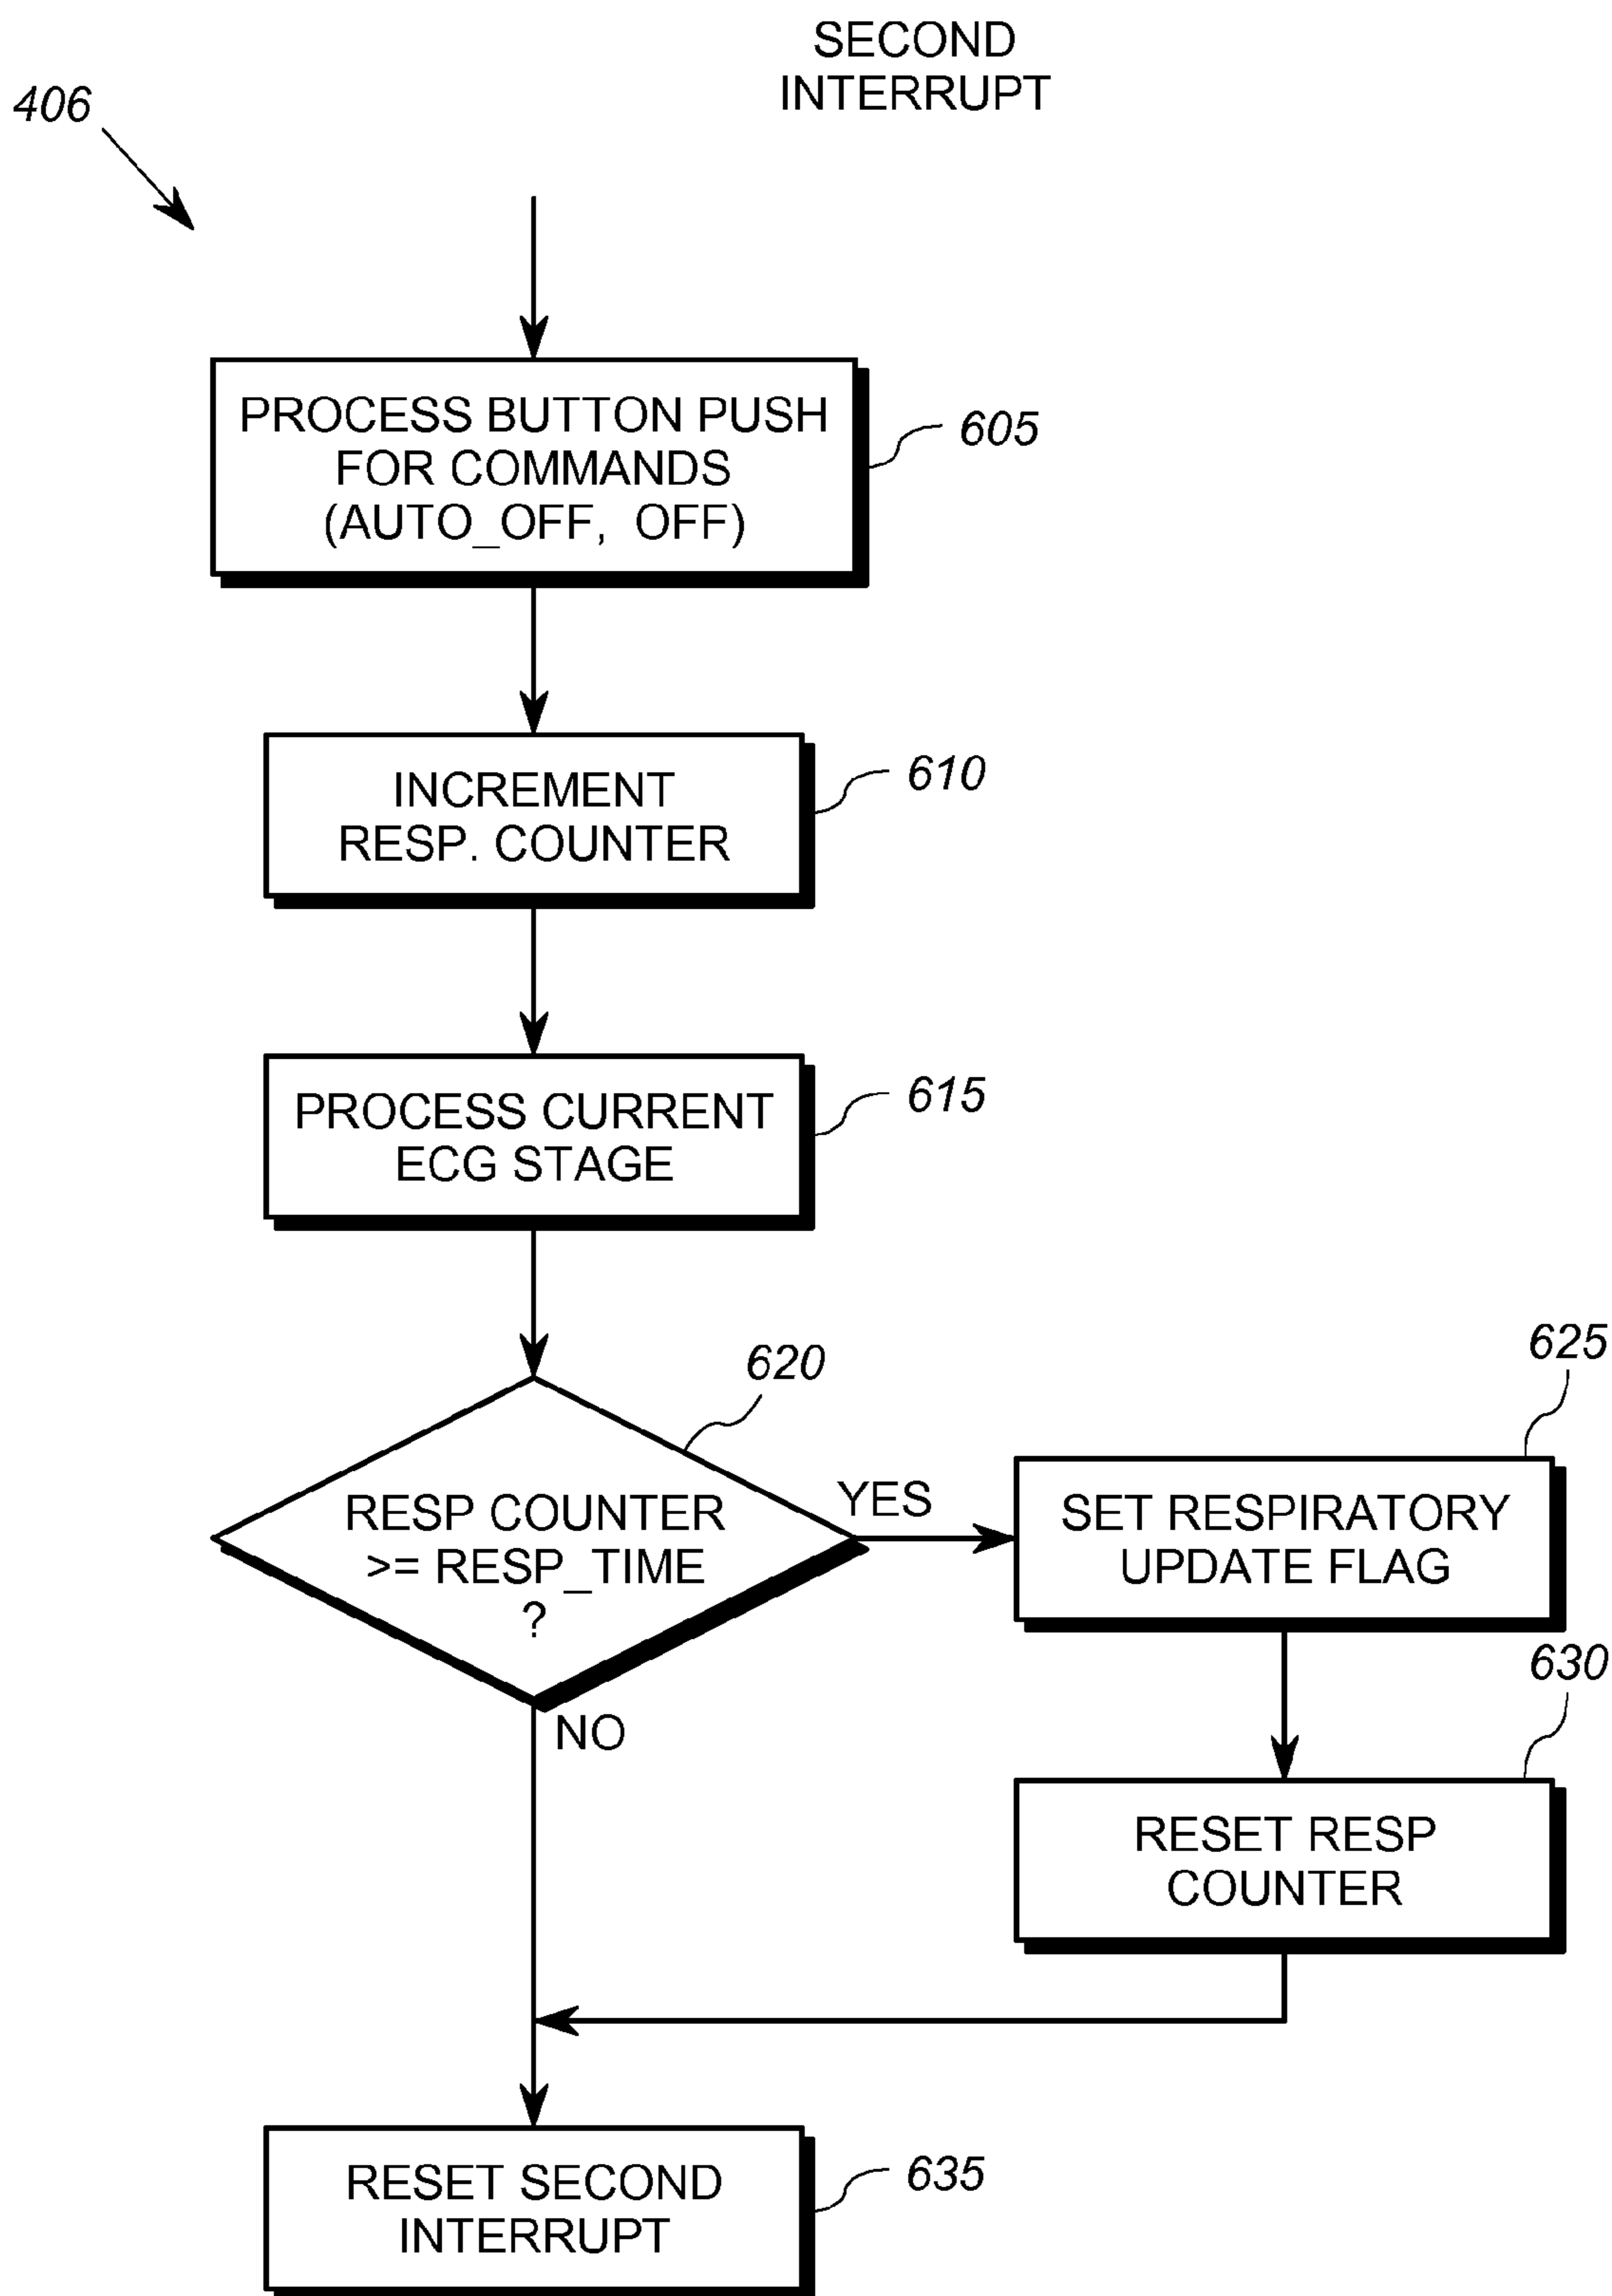 SECOND
INTERRUPT
406
PROCESS BUTTON PUSH
FOR COMMANDS
(AUTO_OFF, OFF)
605
INCREMENT
RESP. COUNTER
610
PROCESS CURRENT
ECG STAGE
615
620
RESP COUNTER
>= RESP_TIME
?
YES
NO
625
SET RESPIRATORY
UPDATE FLAG
630
RESET RESP
COUNTER
RESET SECOND
INTERRUPT
635